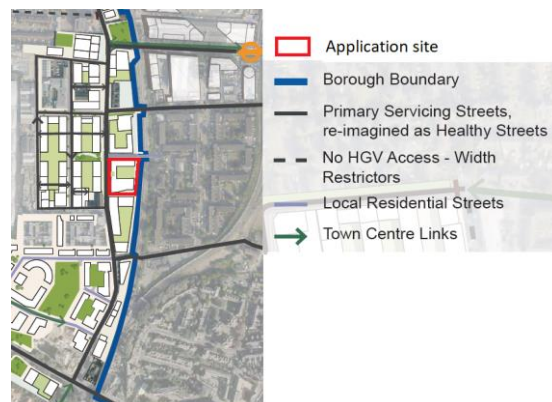 Application site
Borough Boundary
Primary Servicing Streets,
re-imagined as Healthy Streets
No HGV Access - Width
Restrictors
Local Residential Streets
Town Centre Links